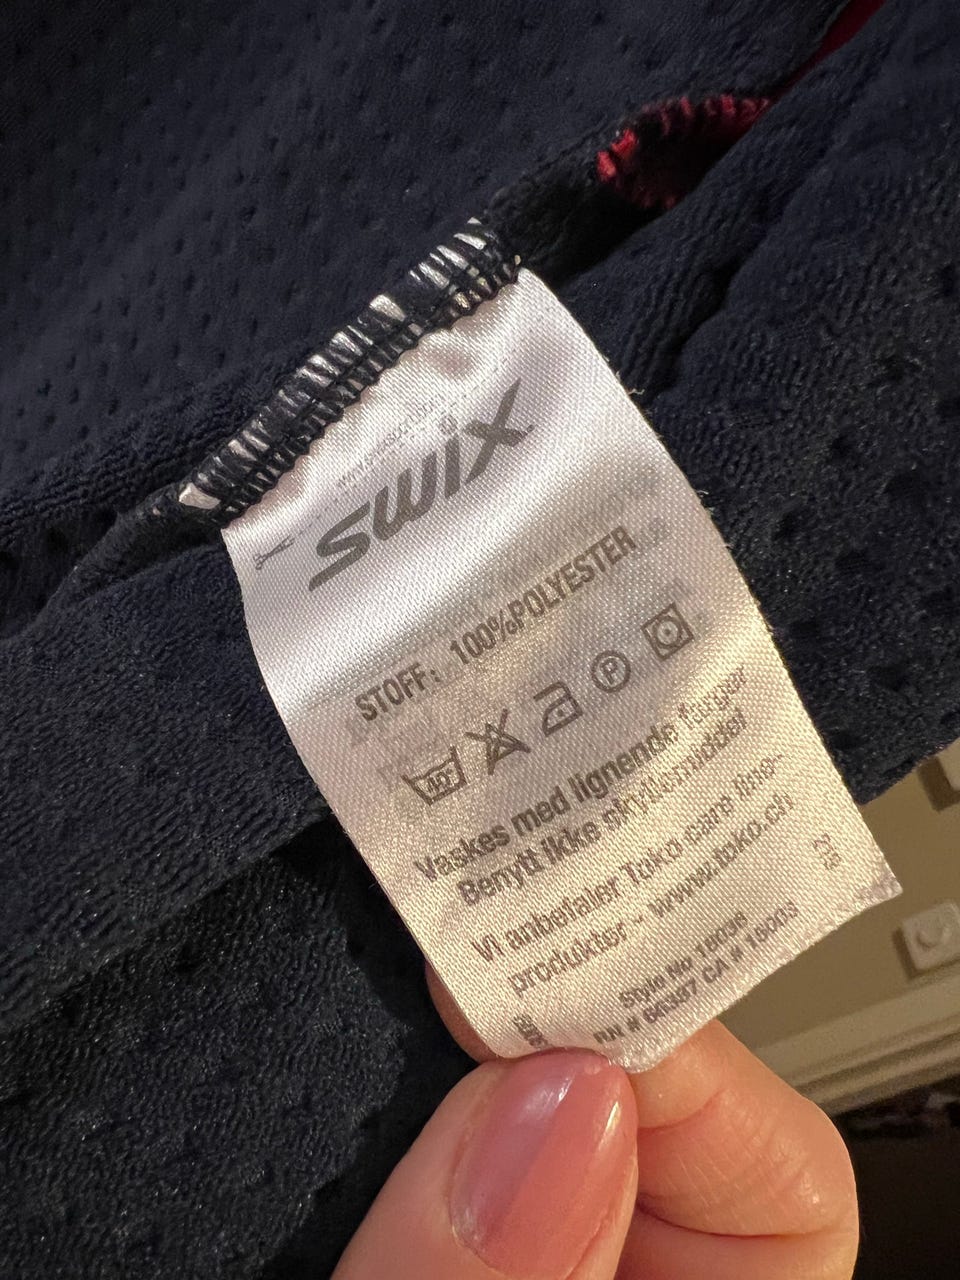 swix
STOFF: 100%POLYESTER
P
Vaskes med lignende farger
Benytt ikke skyllemiddel
Vi anbefaler Toko care line-
produkter - www.toko.ch
Style No
CA #